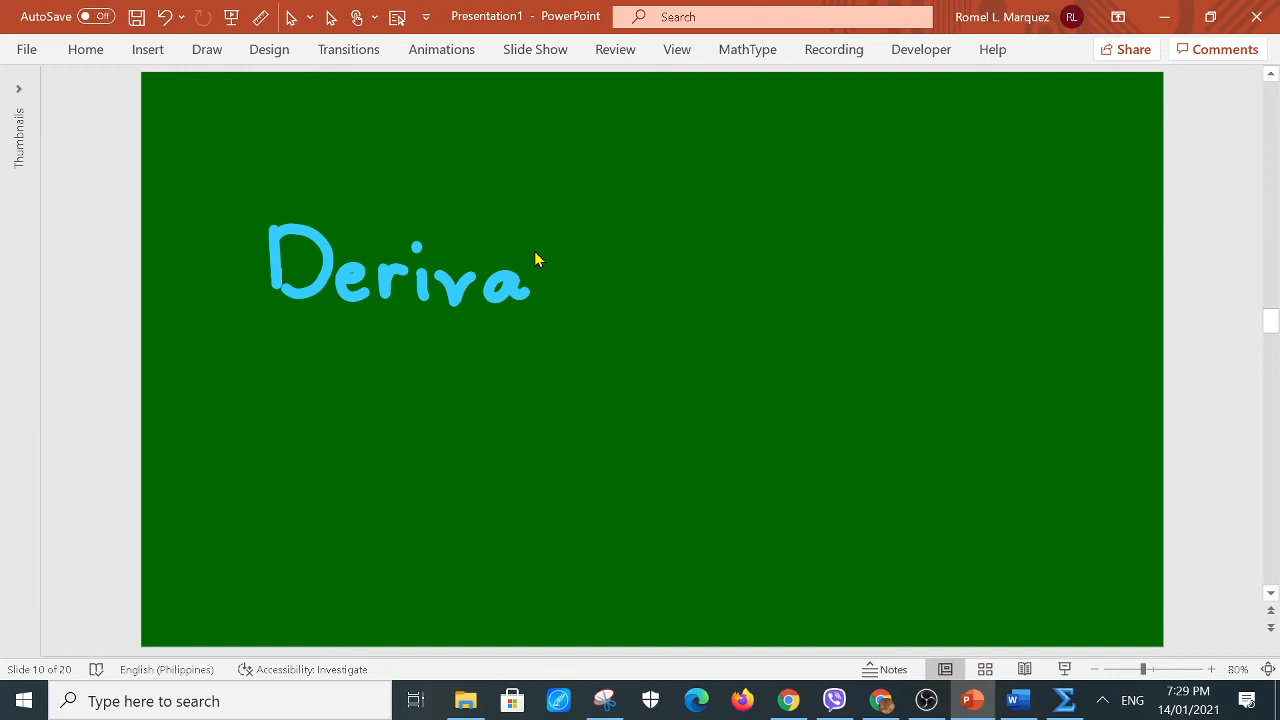 AutoSave Off Presentation1 - PowerPoint Search Romel L. Marquez RL
File Home Insert Draw Design Transitions Animations Slide Show Review View MathType Recording Developer Help Share Comments
Thumbnails
Deriva
Slide 10 of 20 English (Philippines) Accessibility: Investigate Notes 80%
Type here to search ENG 7:29 PM
14/01/2021